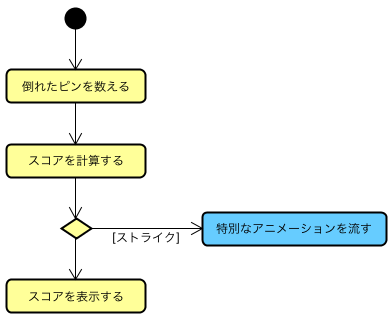 倒れたピンを数える
スコアを計算する
[ストライク]
特別なアニメーションを流す
スコアを表示する